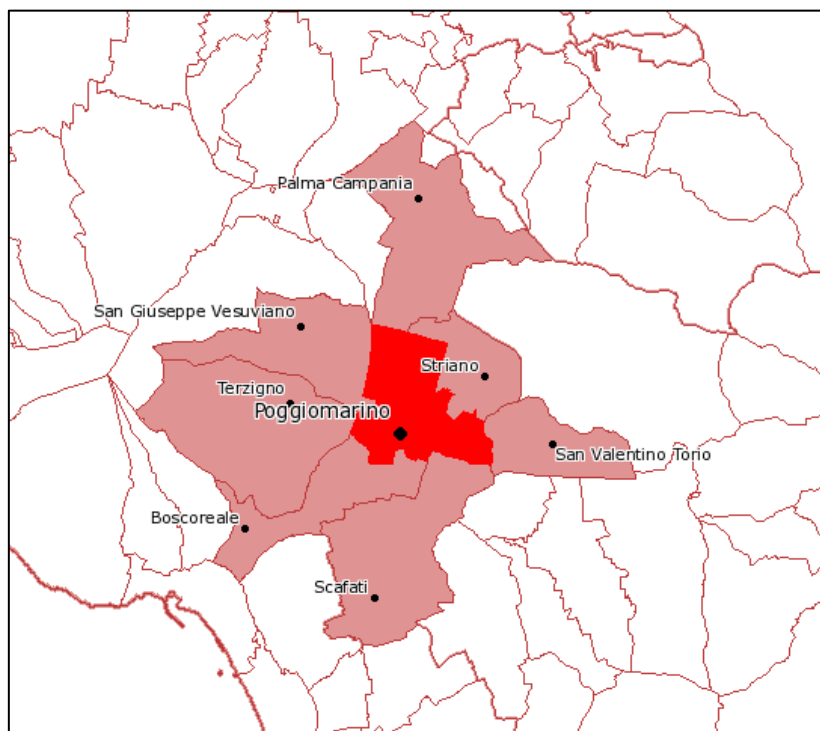 Palma Campania
San Giuseppe Vesuviano
Striano
Terzigno
Poggiomarino
San Valentino Torio
Boscoreale
Scafati